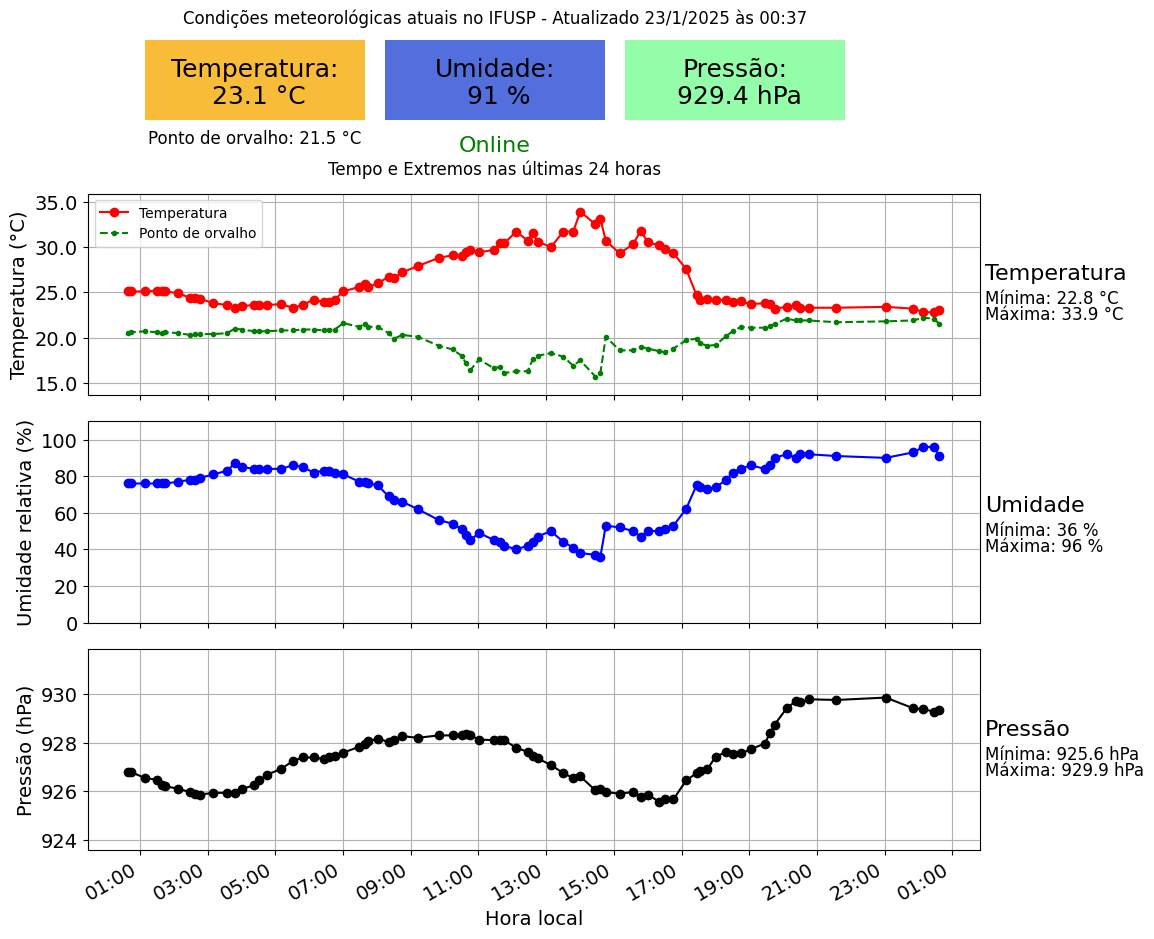 Condições meteorológicas atuais no IFUSP - Atualizado 23/1/2025 às 00:37
Temperatura:
23.1 °C
Umidade:
91 %
Pressão:
929.4 hPa
Ponto de orvalho: 21.5 °C
Online
Tempo e Extremos nas últimas 24 horas
Temperatura (°C)
35.0
30.0
25.0
20.0
15.0
Temperatura
Ponto de orvalho
Temperatura
Mínima: 22.8 °C
Máxima: 33.9 °C
Umidade relativa (%)
100
80
60
40
20
0
Umidade
Mínima: 36 %
Máxima: 96 %
Pressão (hPa)
930
928
926
924
Pressão
Mínima: 925.6 hPa
Máxima: 929.9 hPa
01:00 03:00 05:00 07:00 09:00 11:00 13:00 15:00 17:00 19:00 21:00 23:00 01:00
Hora local